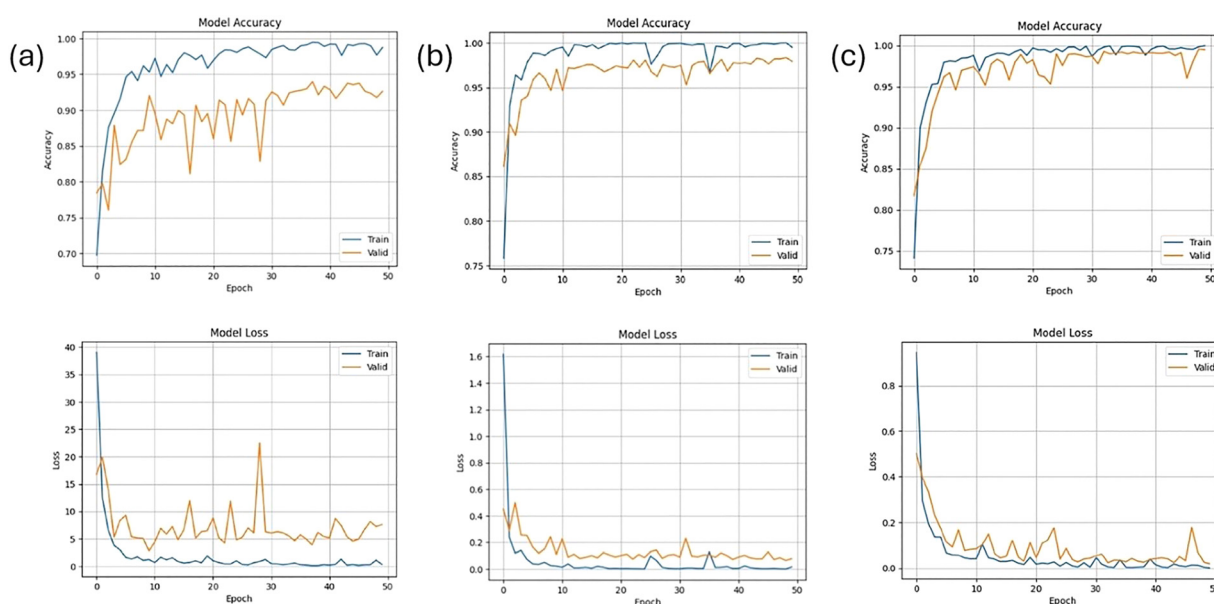 (a)
Model Accuracy
1.00
0.95
0.90
0.85
0.80
0.75
0.70
Accuracy
Train
Valid
0 10 20 30 40 50
Epoch
(b)
Model Accuracy
1.00
0.95
0.90
0.85
0.80
0.75
Accuracy
Train
Valid
0 10 20 30 40 50
Epoch
(c)
Model Accuracy
1.00
0.95
0.90
0.85
0.80
0.75
Accuracy
Train
Valid
0 10 20 30 40 50
Epoch
Model Loss
40
35
30
25
20
15
10
5
0
Loss
Train
Valid
0 10 20 30 40 50
Epoch
Model Loss
1.6
1.4
1.2
1.0
0.8
0.6
0.4
0.2
0.0
Loss
Train
Valid
0 10 20 30 40 50
Epoch
Model Loss
0.8
0.6
0.4
0.2
0.0
Loss
Train
Valid
0 10 20 30 40 50
Epoch